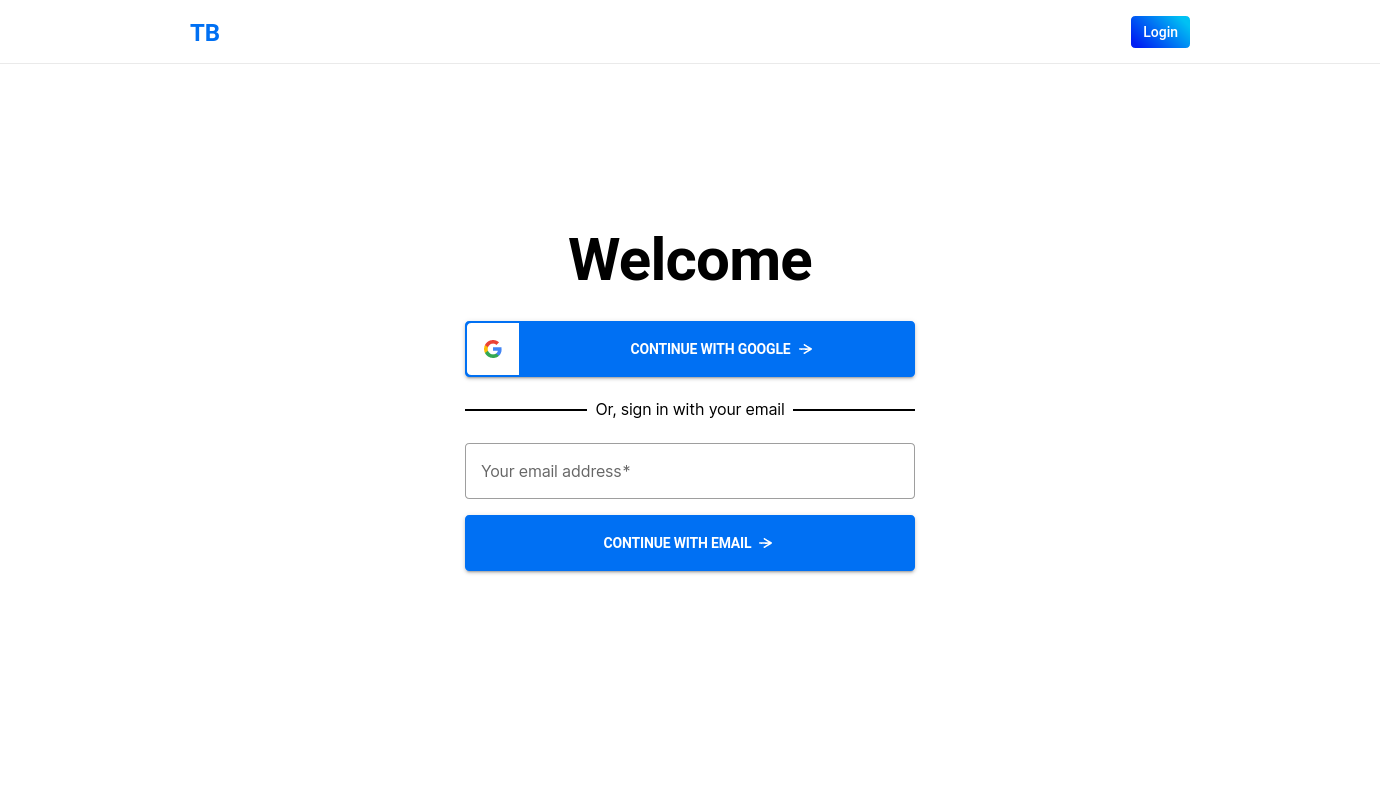 TB
Login
Welcome
CONTINUE WITH GOOGLE
Or, sign in with your email
Your email address*
CONTINUE WITH EMAIL